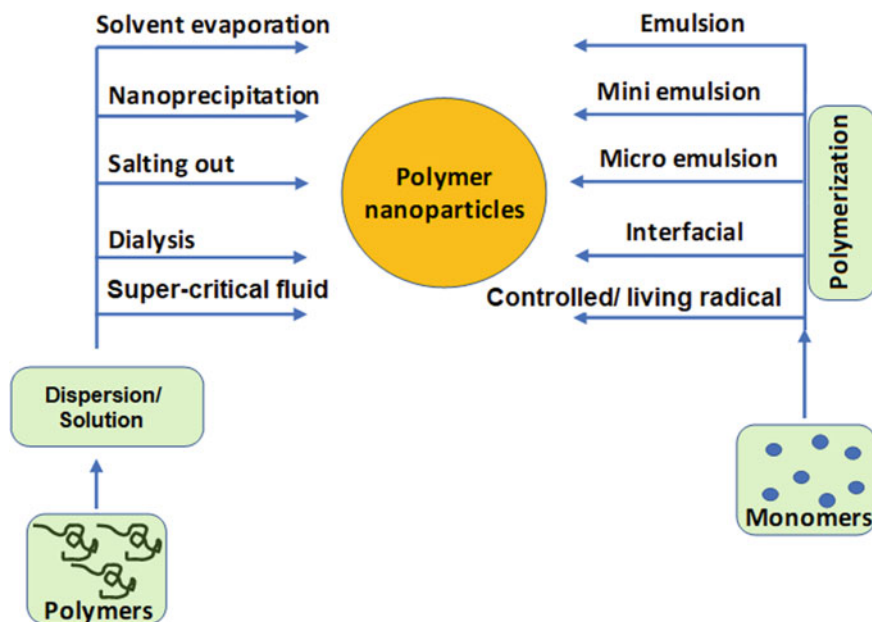 Solvent evaporation
Nanoprecipitation
Salting out
Dialysis
Super-critical fluid
Dispersion/
Solution
Polymers
Polymer
nanoparticles
Emulsion
Mini emulsion
Micro emulsion
Interfacial
Controlled/ living radical
Polymerization
Monomers